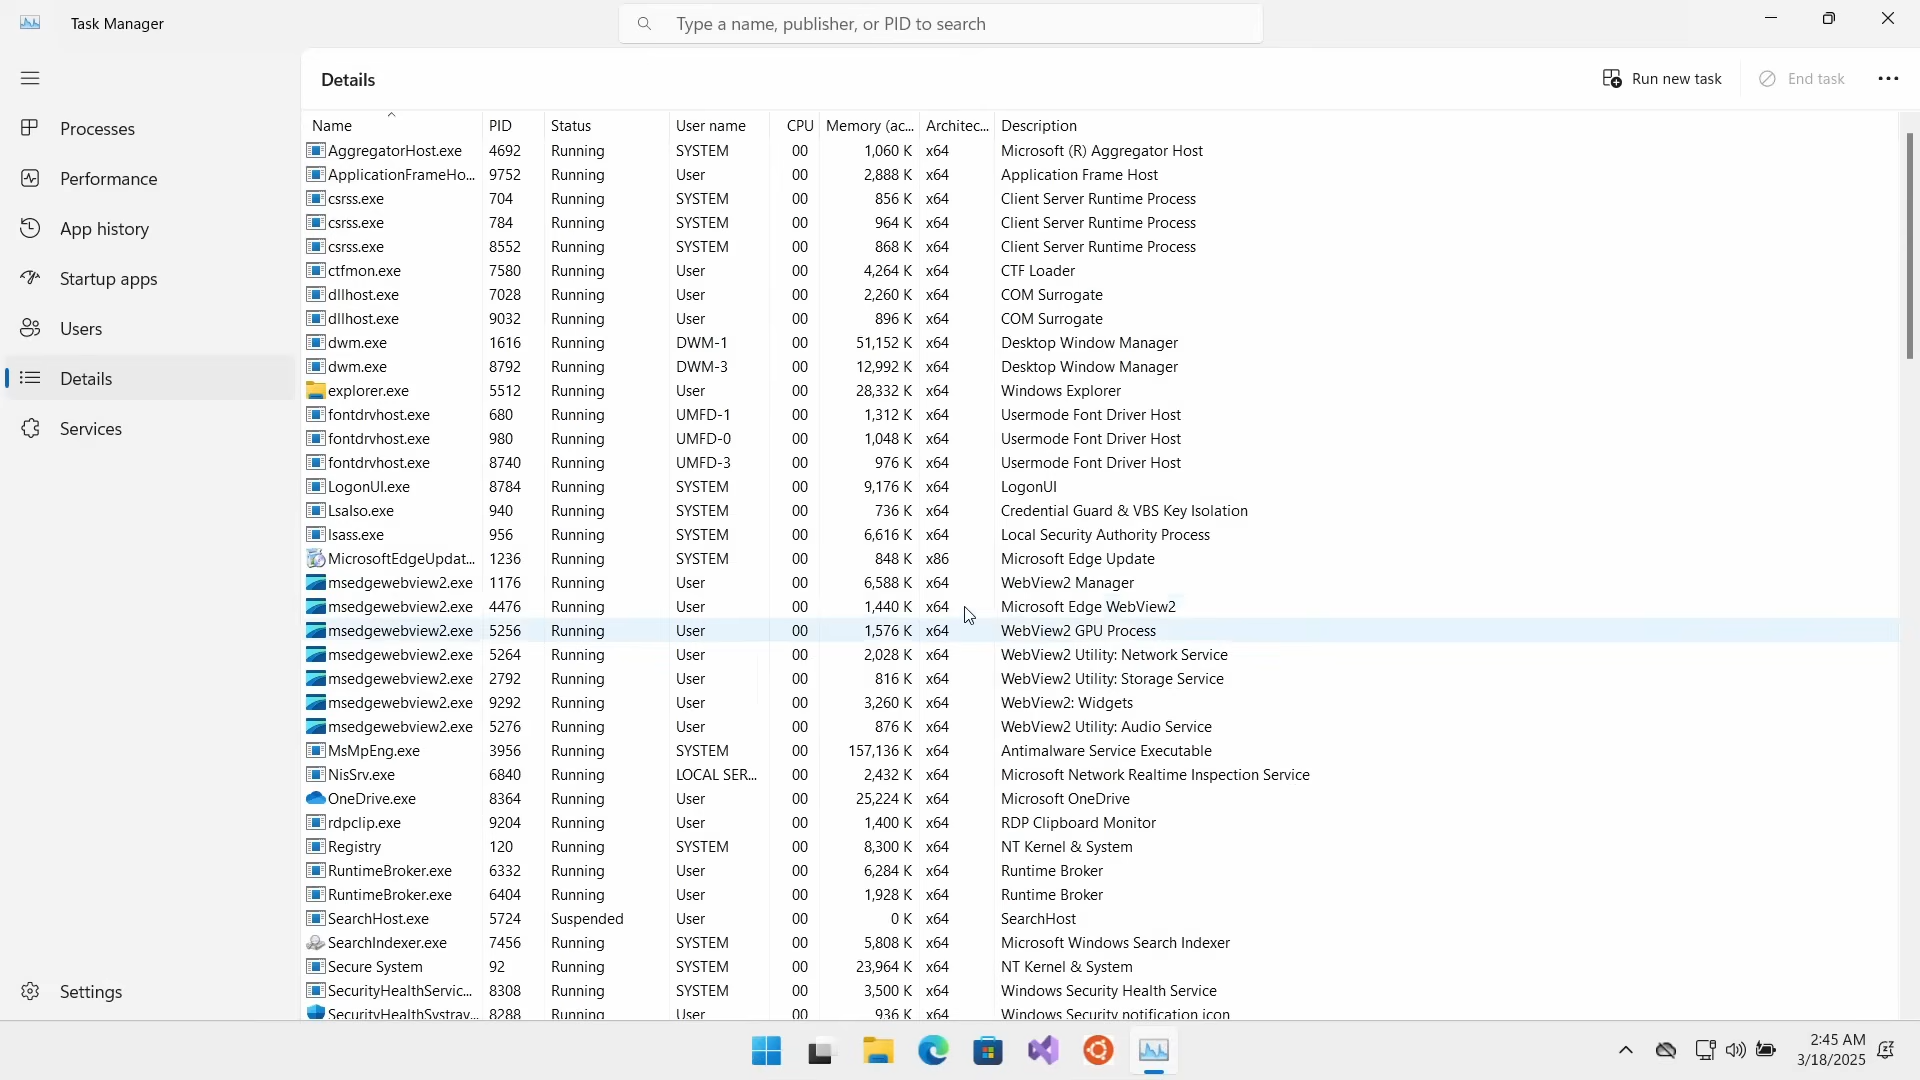 Task Manager
Type a name, publisher, or PID to search
Details
Run new task
End task
Processes
Performance
App history
Startup apps
Users
Details
Services
Settings
Name PID Status User name CPU Memory (ac... Architec... Description
AggregatorHost.exe 4692 Running SYSTEM 00 1,060 K x64 Microsoft (R) Aggregator Host
ApplicationFrameHo... 9752 Running User 00 2,888 K x64 Application Frame Host
csrss.exe 704 Running SYSTEM 00 856 K x64 Client Server Runtime Process
csrss.exe 784 Running SYSTEM 00 964 K x64 Client Server Runtime Process
csrss.exe 8552 Running SYSTEM 00 868 K x64 Client Server Runtime Process
ctfmon.exe 7580 Running User 00 4,264 K x64 CTF Loader
dllhost.exe 7028 Running User 00 2,260 K x64 COM Surrogate
dllhost.exe 9032 Running User 00 896 K x64 COM Surrogate
dwm.exe 1616 Running DWM-1 00 51,152 K x64 Desktop Window Manager
dwm.exe 8792 Running DWM-3 00 12,992 K x64 Desktop Window Manager
explorer.exe 5512 Running User 00 28,332 K x64 Windows Explorer
fontdrvhost.exe 680 Running UMFD-1 00 1,312 K x64 Usermode Font Driver Host
fontdrvhost.exe 980 Running UMFD-0 00 1,048 K x64 Usermode Font Driver Host
fontdrvhost.exe 8740 Running UMFD-3 00 976 K x64 Usermode Font Driver Host
LogonUI.exe 8784 Running SYSTEM 00 9,176 K x64 LogonUI
LsaIso.exe 940 Running SYSTEM 00 736 K x64 Credential Guard & VBS Key Isolation
lsass.exe 956 Running SYSTEM 00 6,616 K x64 Local Security Authority Process
MicrosoftEdgeUpdat... 1236 Running SYSTEM 00 848 K x86 Microsoft Edge Update
msedgewebview2.exe 1176 Running User 00 6,588 K x64 WebView2 Manager
msedgewebview2.exe 4476 Running User 00 1,440 K x64 Microsoft Edge WebView2
msedgewebview2.exe 5256 Running User 00 1,576 K x64 WebView2 GPU Process
msedgewebview2.exe 5264 Running User 00 2,028 K x64 WebView2 Utility: Network Service
msedgewebview2.exe 2792 Running User 00 816 K x64 WebView2 Utility: Storage Service
msedgewebview2.exe 9292 Running User 00 3,260 K x64 WebView2: Widgets
msedgewebview2.exe 5276 Running User 00 876 K x64 WebView2 Utility: Audio Service
MsMpEng.exe 3956 Running SYSTEM 00 157,136 K x64 Antimalware Service Executable
NisSrv.exe 6840 Running LOCAL SER... 00 2,432 K x64 Microsoft Network Realtime Inspection Service
OneDrive.exe 8364 Running User 00 25,224 K x64 Microsoft OneDrive
rdpclip.exe 9204 Running User 00 1,400 K x64 RDP Clipboard Monitor
Registry 120 Running SYSTEM 00 8,300 K x64 NT Kernel & System
RuntimeBroker.exe 6332 Running User 00 6,284 K x64 Runtime Broker
RuntimeBroker.exe 6404 Running User 00 1,928 K x64 Runtime Broker
SearchHost.exe 5724 Suspended User 00 0 K x64 SearchHost
SearchIndexer.exe 7456 Running SYSTEM 00 5,808 K x64 Microsoft Windows Search Indexer
Secure System 92 Running SYSTEM 00 23,964 K x64 NT Kernel & System
SecurityHealthServic... 8308 Running SYSTEM 00 3,500 K x64 Windows Security Health Service
SecurityHealthSystray... 8288 Running User 00 936 K x64 Windows Security notification icon
2:45 AM
3/18/2025